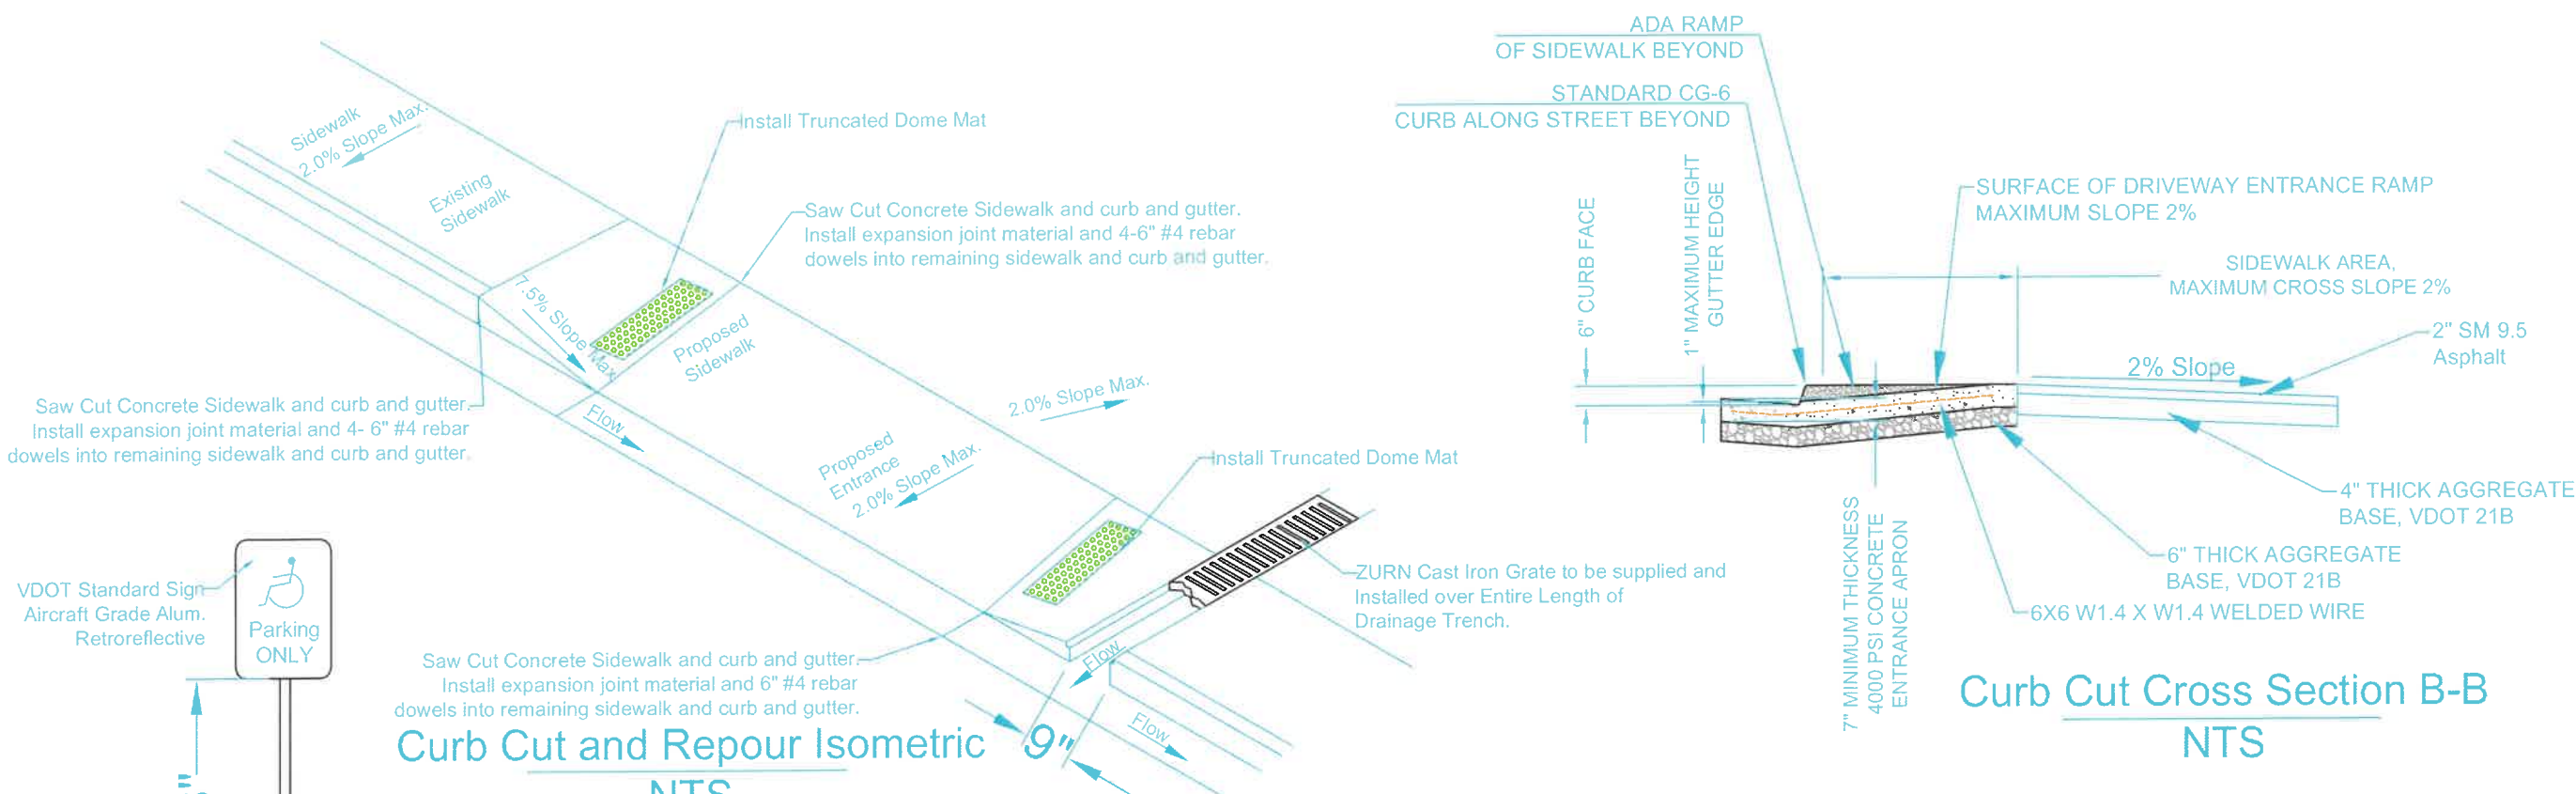 Sidewalk
2.0% Slope Max.
Existing
Sidewalk
Install Truncated Dome Mat
Saw Cut Concrete Sidewalk and curb and gutter.
Install expansion joint material and 4-6" #4 rebar
dowels into remaining sidewalk and curb and gutter.
7.5% Slope Max.
Proposed
Sidewalk
Saw Cut Concrete Sidewalk and curb and gutter.
Install expansion joint material and 4- 6" #4 rebar
dowels into remaining sidewalk and curb and gutter.
Flow
2.0% Slope Max.
Proposed
Entrance
2.0% Slope Max.
Install Truncated Dome Mat
ZURN Cast Iron Grate to be supplied and
Installed over Entire Length of
Drainage Trench.
Saw Cut Concrete Sidewalk and curb and gutter.
Install expansion joint material and 6" #4 rebar
dowels into remaining sidewalk and curb and gutter.
Flow
9"
Flow
Curb Cut and Repour Isometric
NTS
VDOT Standard Sign
Aircraft Grade Alum.
Retroreflective
Parking
ONLY
ADA RAMP
OF SIDEWALK BEYOND
STANDARD CG-6
CURB ALONG STREET BEYOND
6" CURB FACE
1" MAXIMUM HEIGHT
GUTTER EDGE
SURFACE OF DRIVEWAY ENTRANCE RAMP
MAXIMUM SLOPE 2%
SIDEWALK AREA,
MAXIMUM CROSS SLOPE 2%
2" SM 9.5
Asphalt
2% Slope
4" THICK AGGREGATE
BASE, VDOT 21B
6" THICK AGGREGATE
BASE, VDOT 21B
6X6 W1.4 X W1.4 WELDED WIRE
7" MINIMUM THICKNESS
4000 PSI CONCRETE
ENTRANCE APRON
Curb Cut Cross Section B-B
NTS